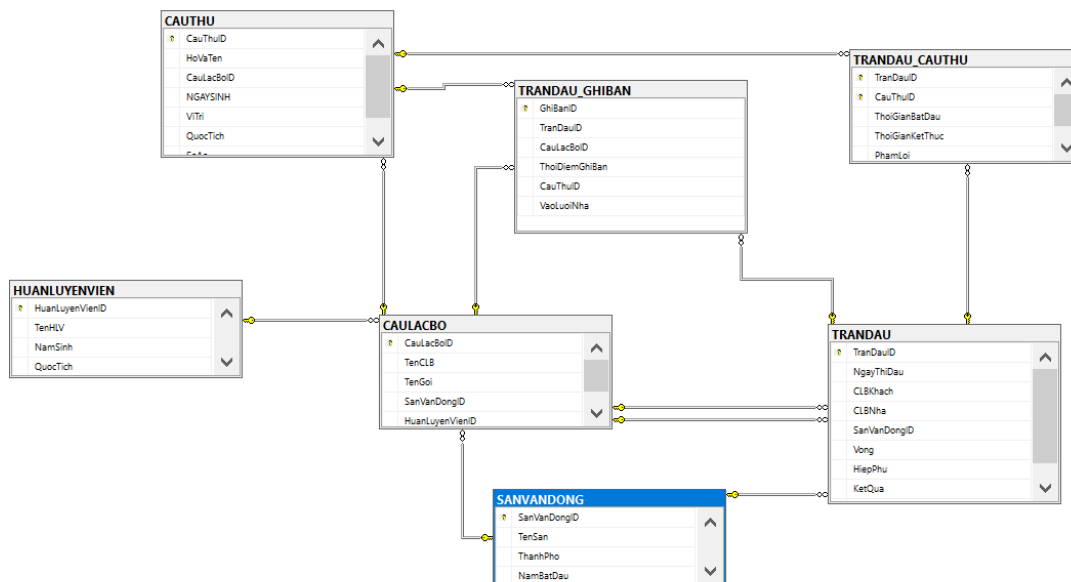 CAUTHU
CauThuID
HoVaTen
CauLacBoID
NGAYSINH
ViTri
QuocTich
TRANDAU_CAUTHU
TranDauID
CauThuID
ThoiGianBatDau
ThoiGianKetThuc
PhamLoi
TRANDAU_GHIBAN
GhiBanID
TranDauID
CauLacBoID
ThoiDiemGhiBan
CauThuID
VaoLuoiNha
HUANLUYENVIEN
HuanLuyenVienID
TenHLV
NamSinh
QuocTich
CAULACBO
CauLacBoID
TenCLB
TenGoi
SanVanDongID
HuanLuyenVienID
TRANDAU
TranDauID
NgayThiDau
CLBKhach
CLBNha
SanVanDongID
Vong
HiepPhu
KetQua
SANVANDONG
SanVanDongID
TenSan
ThanhPho
NamBatDau